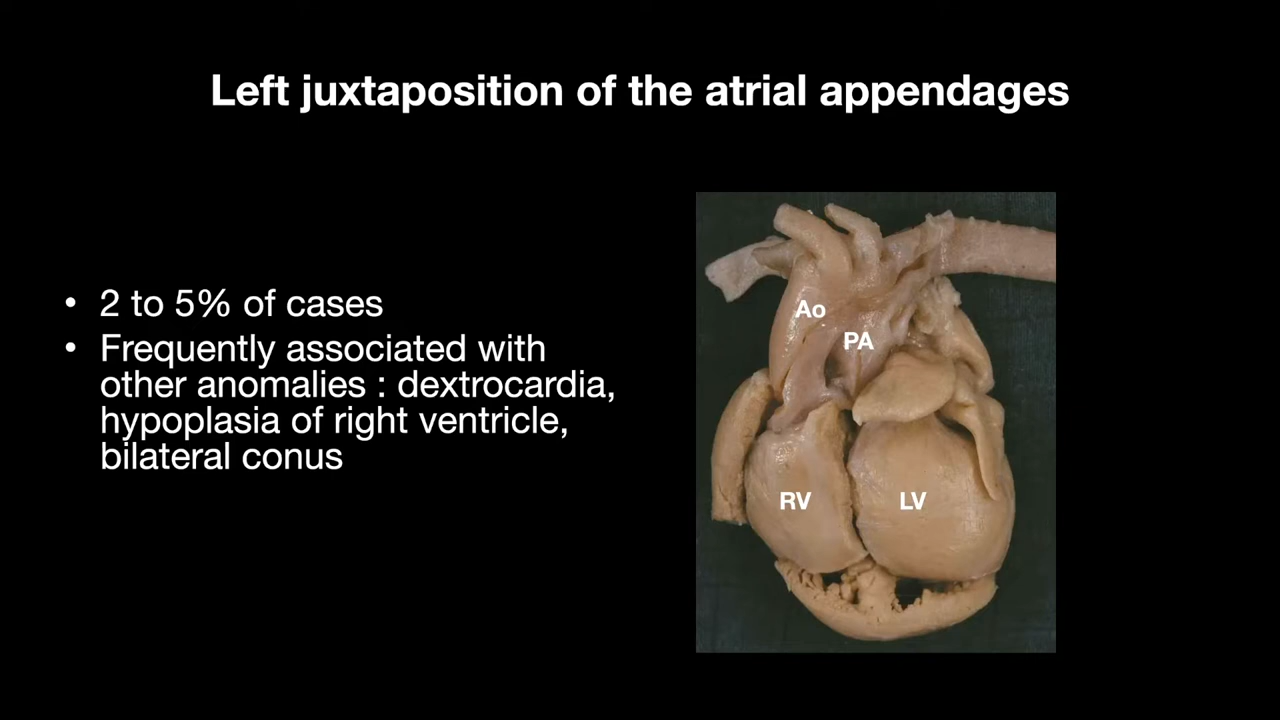 Left juxtaposition of the atrial appendages
• 2 to 5% of cases
• Frequently associated with
other anomalies : dextrocardia,
hypoplasia of right ventricle,
bilateral conus
Ao
PA
RV
LV